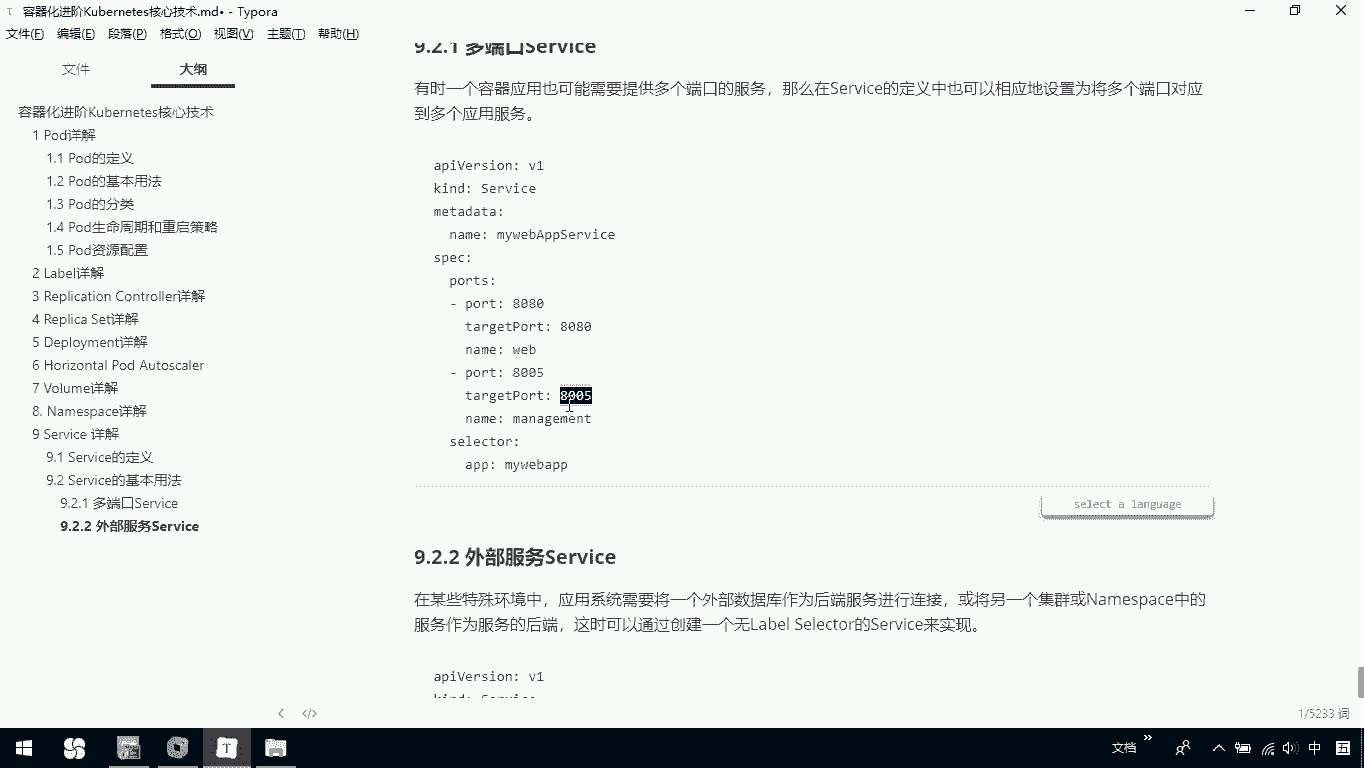 容器化进阶Kubernetes核心技术.md• - Typora
文件(F) 编辑(E) 段落(P) 格式(O) 视图(V) 主题(T) 帮助(H)
文件 大纲
容器化进阶Kubernetes核心技术
1 Pod详解
1.1 Pod的定义
1.2 Pod的基本用法
1.3 Pod的分类
1.4 Pod生命周期和重启策略
1.5 Pod资源配置
2 Label详解
3 Replication Controller详解
4 Replica Set详解
5 Deployment详解
6 Horizontal Pod Autoscaler
7 Volume详解
8. Namespace详解
9 Service 详解
9.1 Service的定义
9.2 Service的基本用法
9.2.1 多端口Service
9.2.2 外部服务Service
9.2.1 多端口Service
有时一个容器应用也可能需要提供多个端口的服务，那么在Service的定义中也可以相应地设置为将多个端口对应
到多个应用服务。
apiVersion: v1
kind: Service
metadata:
name: mywebAppService
spec:
ports:
- port: 8080
targetPort: 8080
name: web
- port: 8005
targetPort: 8005
name: management
selector:
app: mywebapp
select a language
9.2.2 外部服务Service
在某些特殊环境中，应用系统需要将一个外部数据库作为后端服务进行连接，或将另一个集群或Namespace中的
服务作为服务的后端，这时可以通过创建一个无Label Selector的Service来实现。
apiVersion: v1
kind: Service
1/5233 词
文档 中 五